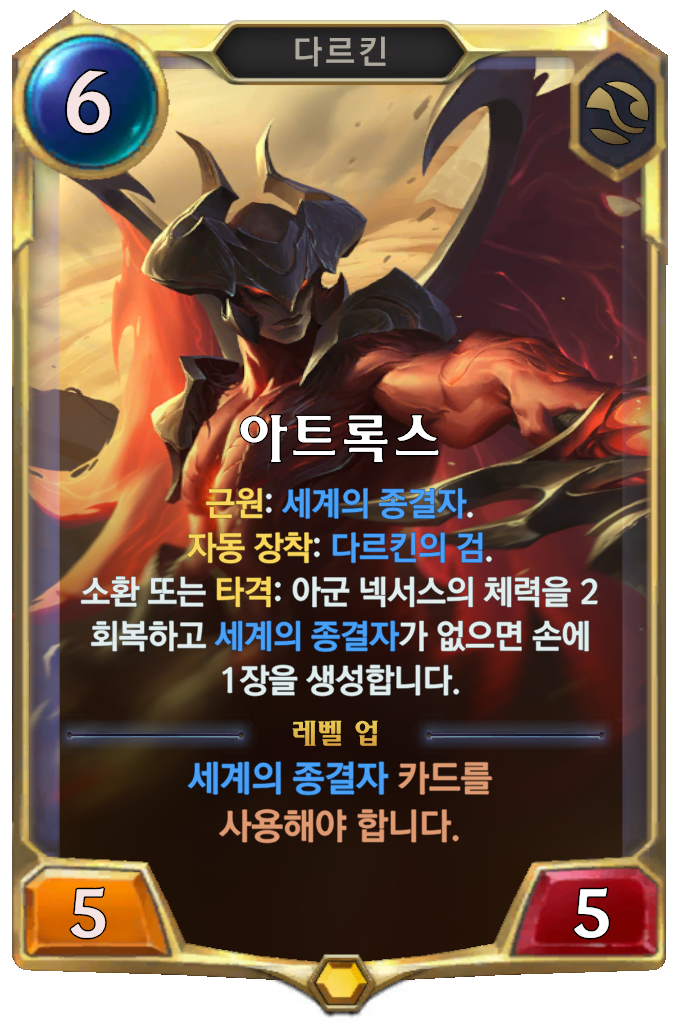 다르킨
6
아트록스
근원: 세계의 종결자.
자동 장착: 다르킨의 검.
소환 또는 타격: 아군 넥서스의 체력을 2
회복하고 세계의 종결자가 없으면 손에
1장을 생성합니다.
레벨 업
세계의 종결자 카드를
사용해야 합니다.
5
5